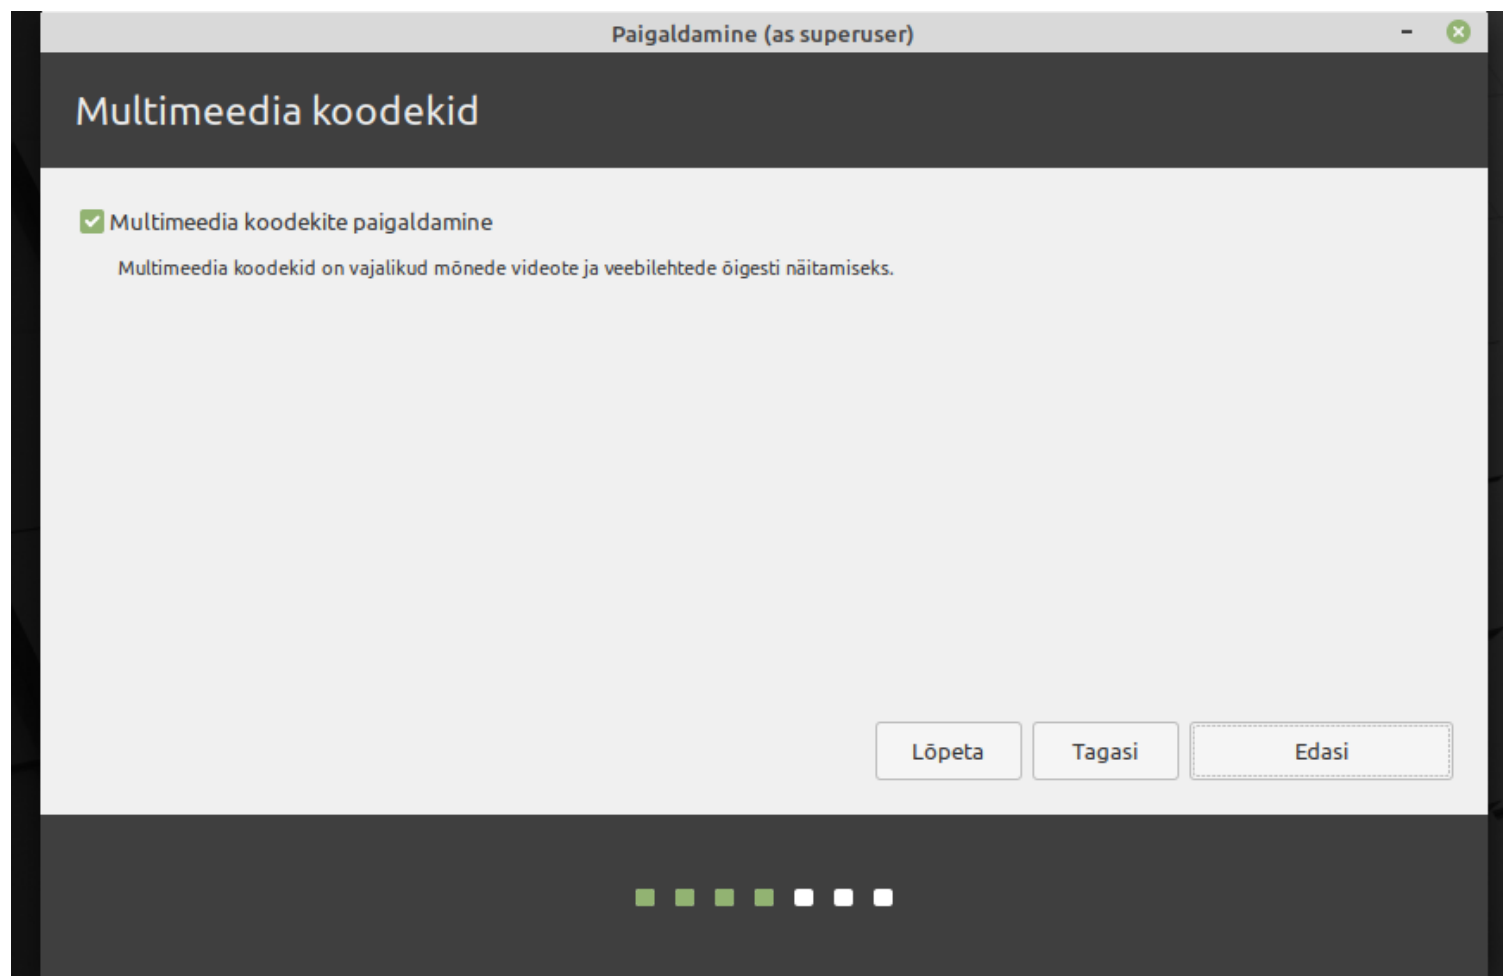 Paigaldamine (as superuser)
Multimeedia koodekid
Multimeedia koodekite paigaldamine
Multimeedia koodekid on vajalikud mõnede videote ja veebilehtede õigesti näitamiseks.
Lõpeta Tagasi Edasi